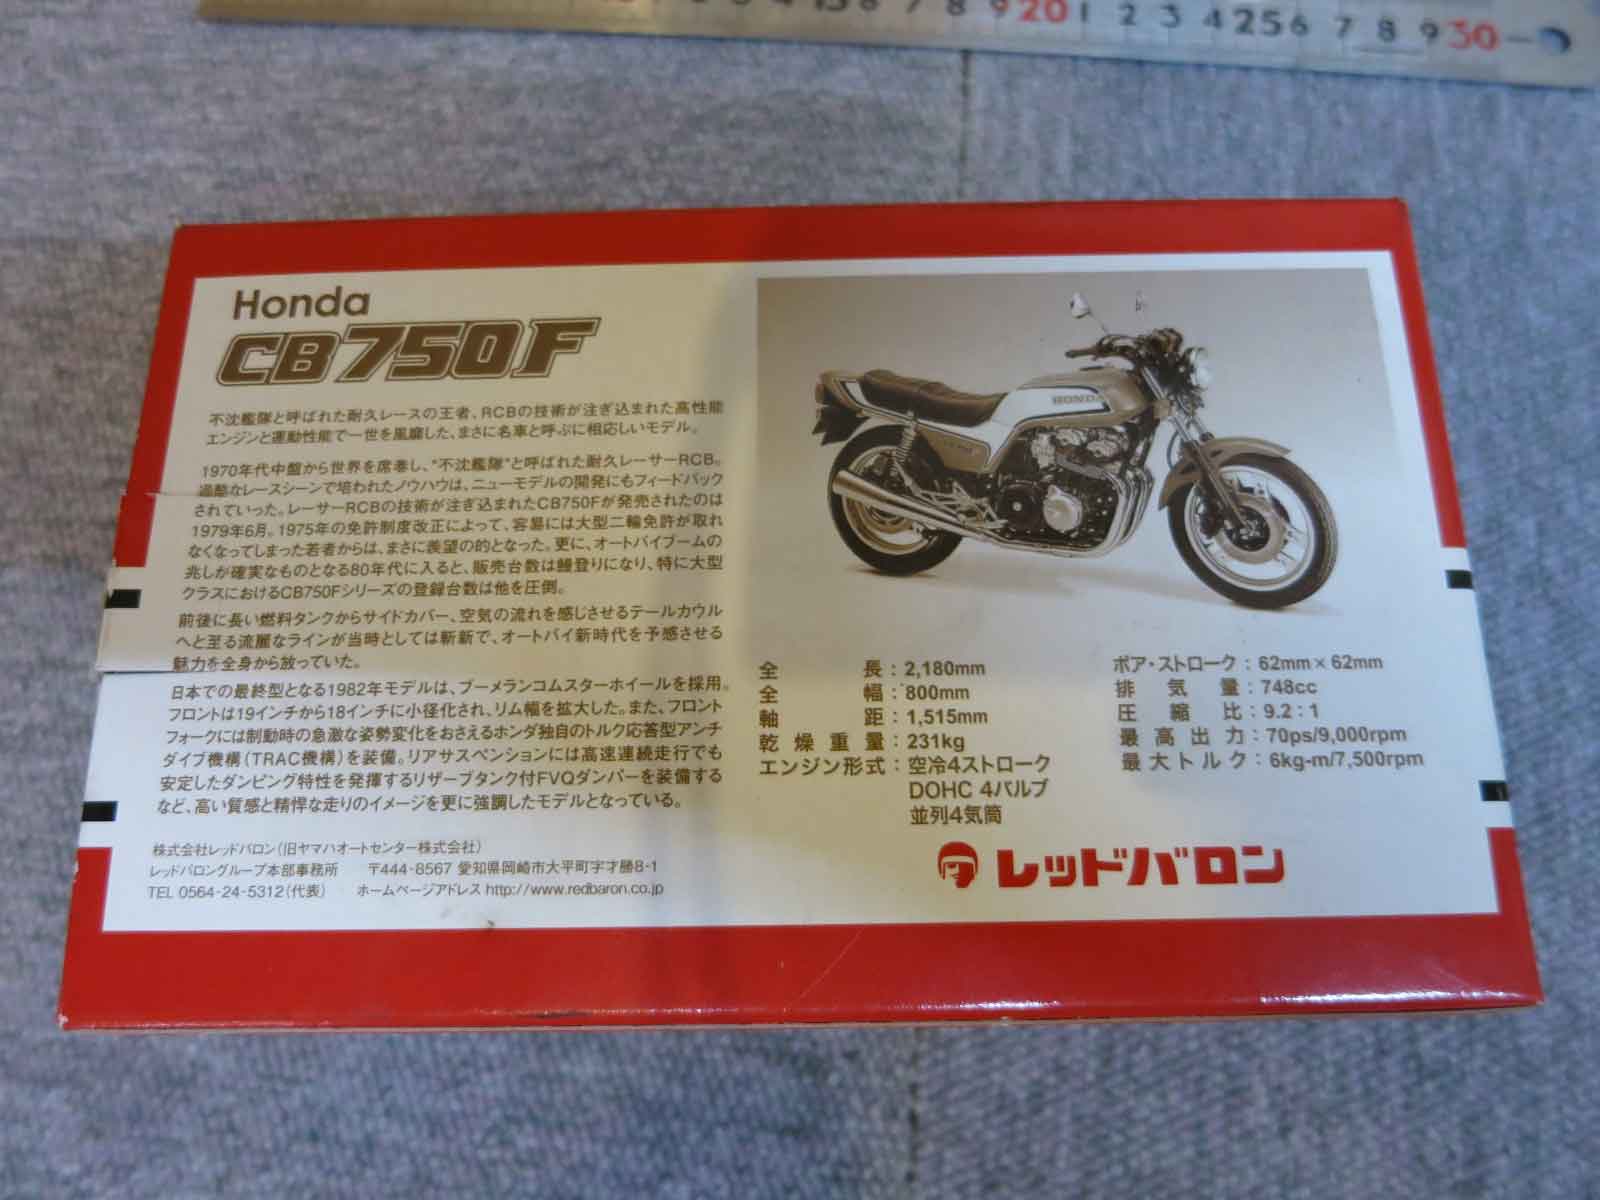 4 15 6 7 8 9 20 1 2 3 4 25 6 7 8 9 30
Honda
CB750F
不沈艦隊と呼ばれた耐久レースの王者、RCBの技術が注ぎ込まれた高性能
エンジンと運動性能で一世を風靡した、まさに名車と呼ぶに相応しいモデル。
1970年代中盤から世界を席巻し、"不沈艦隊"と呼ばれた耐久レーサーRCB。
過酷なレースシーンで培われたノウハウは、ニューモデルの開発にもフィードバック
されていった。レーサーRCBの技術が注ぎ込まれたCB750Fが発売されたのは
1979年6月。1975年の免許制度改正によって、容易には大型二輪免許が取れ
なくなってしまった若者からは、まさに羨望の的となった。更に、オートバイブームの
兆しが確実なものとなる80年代に入ると、販売台数は鰻登りになり、特に大型
クラスにおけるCB750Fシリーズの登録台数は他を圧倒。
前後に長い燃料タンクからサイドカバー、空気の流れを感じさせるテールカウル
へと至る流麗なラインが当時としては斬新で、オートバイ新時代を予感させる
魅力を全身から放っていた。
日本での最終型となる1982年モデルは、ブーメランコムスターホイールを採用。
フロントは19インチから18インチに小径化され、リム幅を拡大した。また、フロント
フォークには制動時の急激な姿勢変化をおさえるホンダ独自のトルク応答型アンチ
ダイブ機構(TRAC機構)を装備。リアサスペンションには高速連続走行でも
安定したダンピング特性を発揮するリザーブタンク付FVQダンパーを装備する
など、高い質感と精悍な走りのイメージを更に強調したモデルとなっている。
株式会社レッドバロン(旧ヤマハオートセンター株式会社)
レッドバロングループ本部事務所 〒444-8567 愛知県岡崎市大平町字才勝8-1
TEL 0564-24-5312(代表) ホームページアドレス http://www.redbaron.co.jp
HONDA
全長:2,180mm
全幅:800mm
軸距:1,515mm
乾燥重量:231kg
エンジン形式:空冷4ストローク
DOHC 4バルブ
並列4気筒
ボア・ストローク:62mm×62mm
排気量:748cc
圧縮比:9.2:1
最高出力:70ps/9,000rpm
最大トルク:6kg-m/7,500rpm
レッドバロン